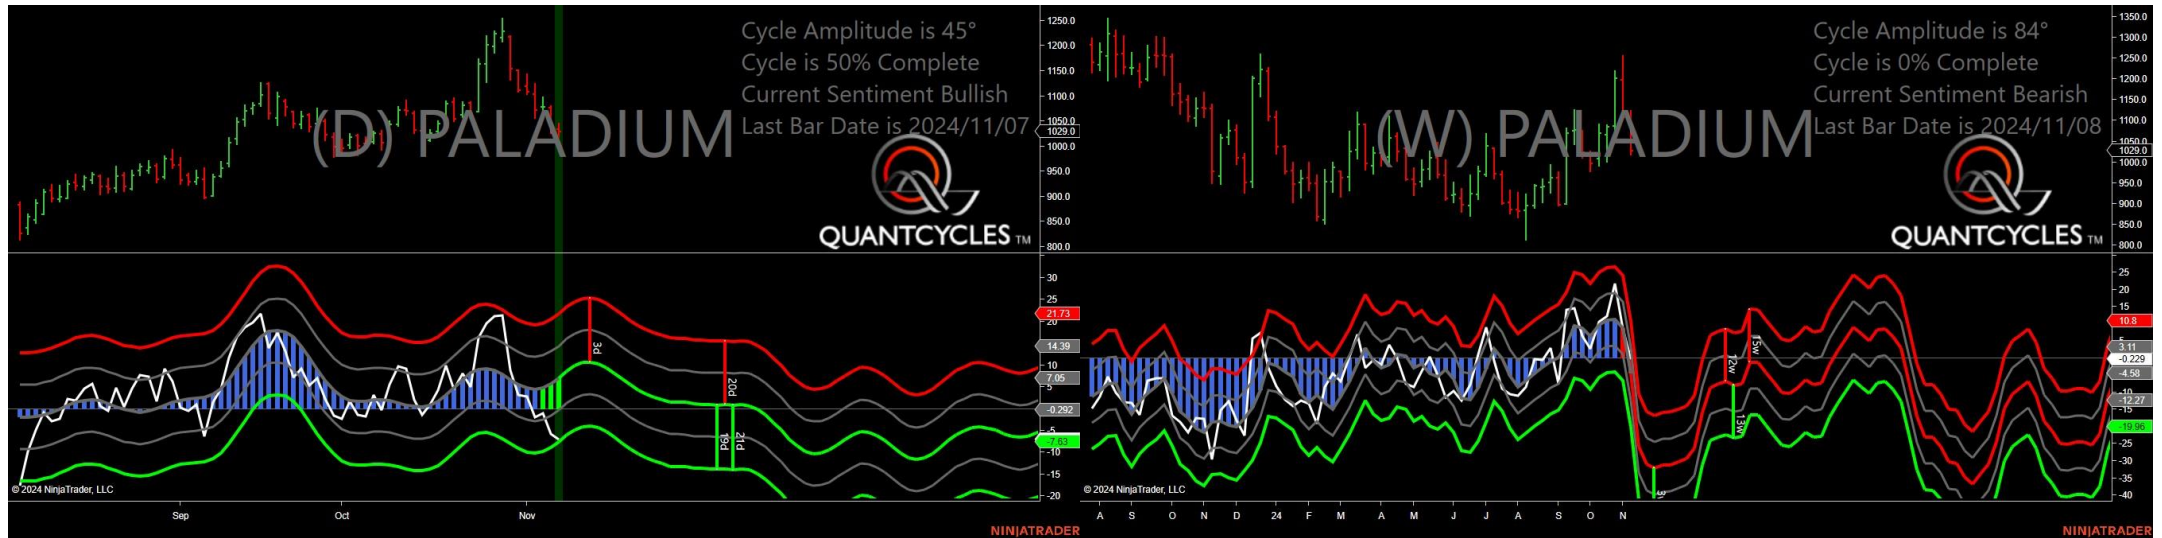 Cycle Amplitude is 45°
Cycle is 50% Complete
Current Sentiment Bullish
Last Bar Date is 2024/11/07
(D) PALADIUM
QUANTCYCLES TM
1250.0
1200.0
1150.0
1100.0
1050.0
1029.0
1000.0
950.0
900.0
850.0
800.0
30
25
21.73
20
14.39
10
7.05
5
-0.292
-5
-7.63
-10
-15
-20
3d
20d
19d
21d
© 2024 NinjaTrader, LLC
Sep
Oct
Nov
NINJATRADER
Cycle Amplitude is 84°
Cycle is 0% Complete
Current Sentiment Bearish
Last Bar Date is 2024/11/08
(W) PALADIUM
QUANTCYCLES TM
1350.0
1300.0
1250.0
1200.0
1150.0
1100.0
1050.0
1029.0
1000.0
950.0
900.0
850.0
800.0
25
20
15
10.8
5
3.11
-0.229
-4.58
-10
-12.27
-15
-19.96
-25
-30
-35
-40
12w
15w
13w
© 2024 NinjaTrader, LLC
A S O N D 24 F M A M J J A S O N
NINJATRADER